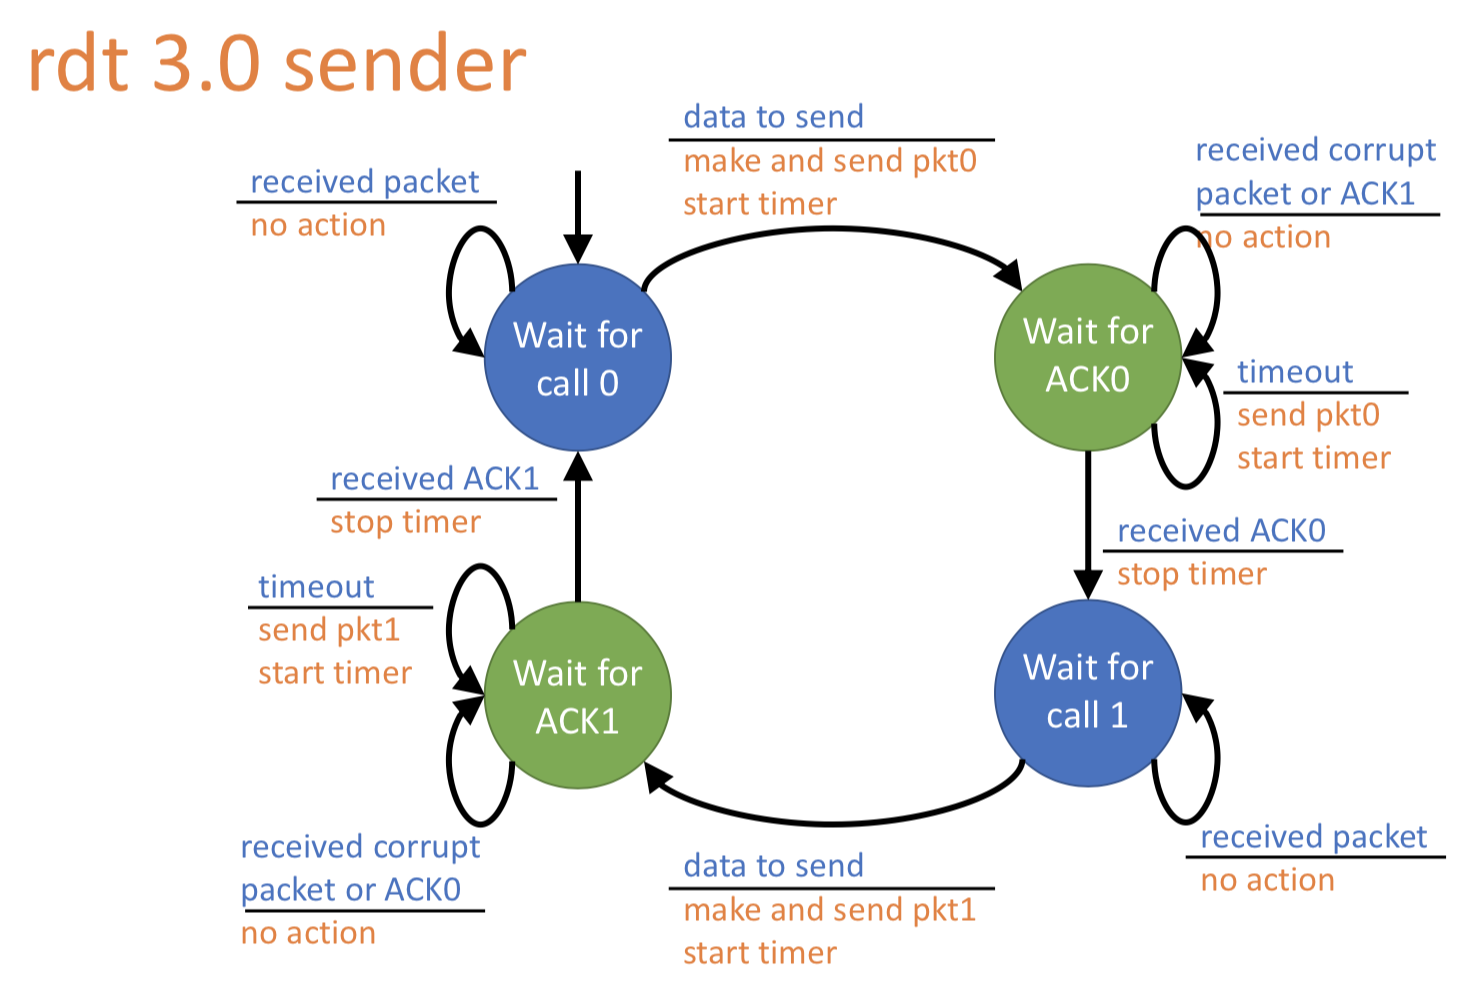 rdt 3.0 sender
data to send
make and send pkt0
start timer
received corrupt
packet or ACK1
no action
received packet
no action
Wait for
call 0
Wait for
ACK0
timeout
send pkt0
start timer
received ACK1
stop timer
received ACK0
stop timer
timeout
send pkt1
start timer
Wait for
ACK1
Wait for
call 1
received corrupt
packet or ACK0
no action
data to send
make and send pkt1
start timer
received packet
no action